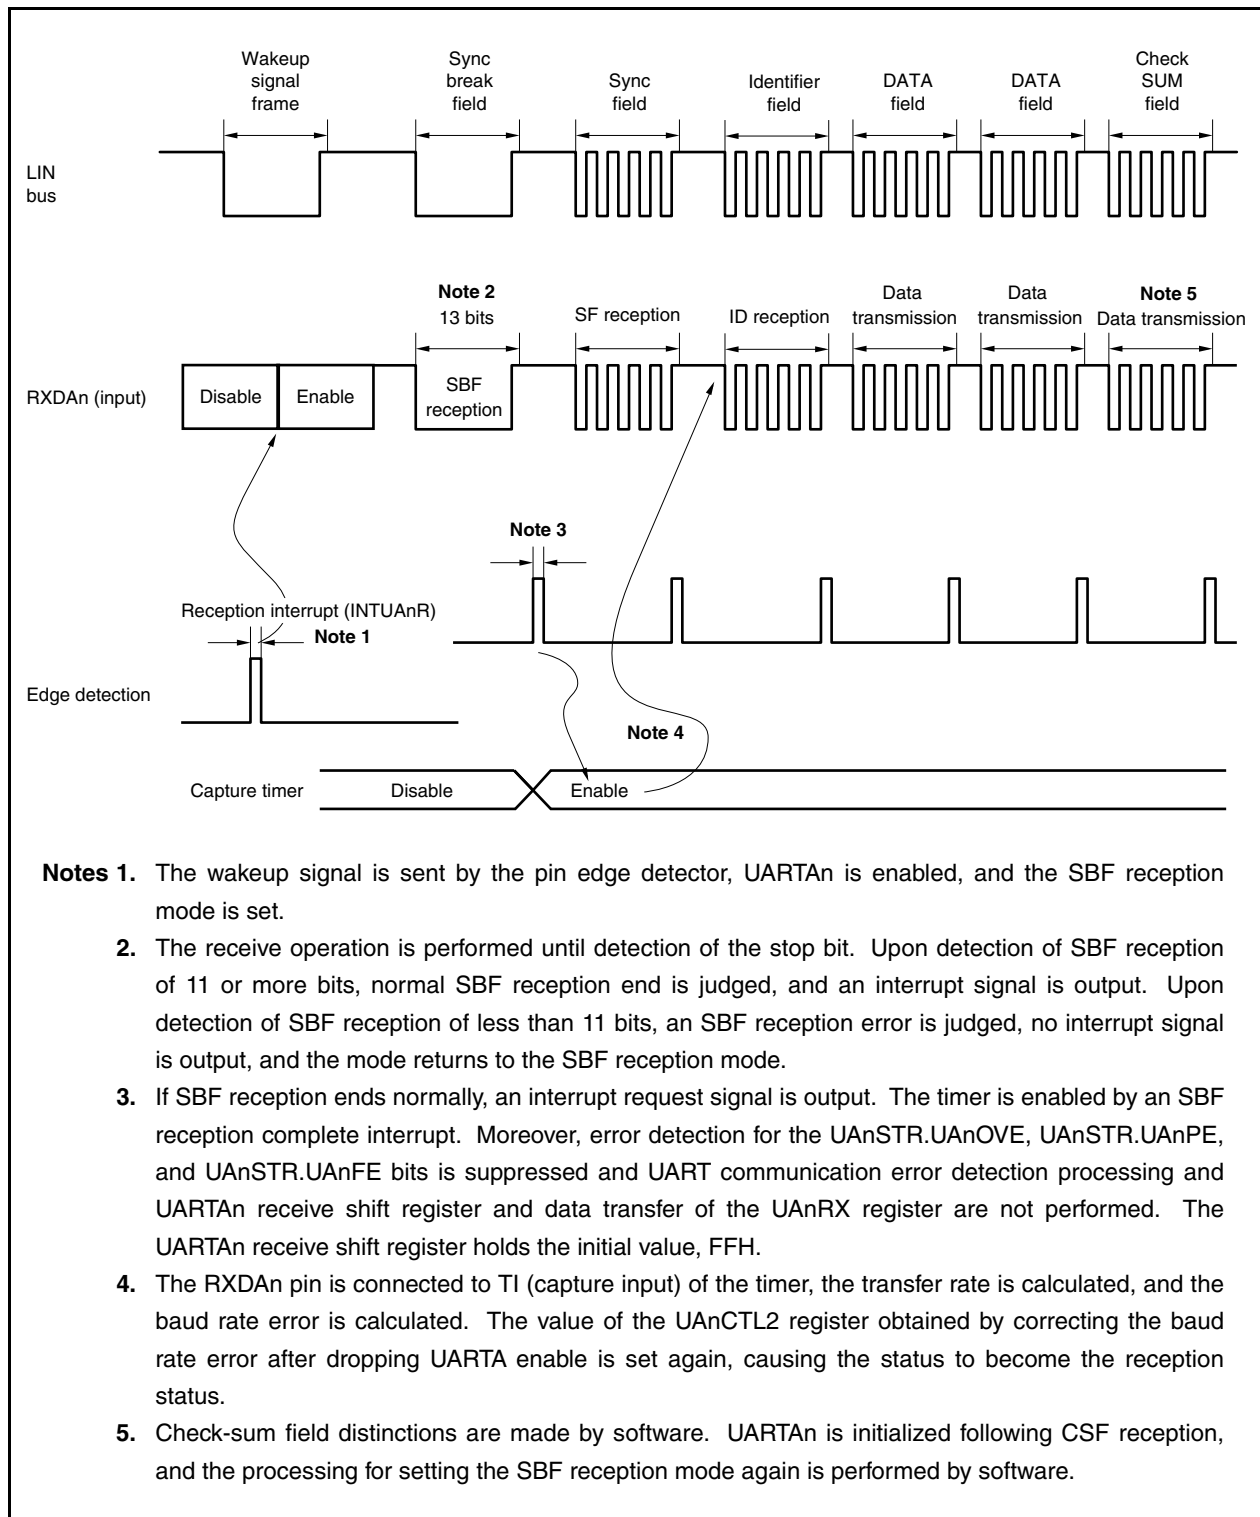 Wakeup
signal
frame
Sync
break
field
Sync
field
Identifier
field
DATA
field
DATA
field
Check
SUM
field
LIN
bus
Note 2
13 bits
SF reception
ID reception
Data
transmission
Data
transmission
Note 5
Data transmission
RXDAn (input)
Disable
Enable
SBF
reception
Note 3
Reception interrupt (INTUAnR)
Note 1
Edge detection
Note 4
Capture timer
Disable
Enable
Notes 1. The wakeup signal is sent by the pin edge detector, UARTAn is enabled, and the SBF reception
mode is set.
2. The receive operation is performed until detection of the stop bit. Upon detection of SBF reception
of 11 or more bits, normal SBF reception end is judged, and an interrupt signal is output. Upon
detection of SBF reception of less than 11 bits, an SBF reception error is judged, no interrupt signal
is output, and the mode returns to the SBF reception mode.
3. If SBF reception ends normally, an interrupt request signal is output. The timer is enabled by an SBF
reception complete interrupt. Moreover, error detection for the UAnSTR.UAnOVE, UAnSTR.UAnPE,
and UAnSTR.UAnFE bits is suppressed and UART communication error detection processing and
UARTAn receive shift register and data transfer of the UAnRX register are not performed. The
UARTAn receive shift register holds the initial value, FFH.
4. The RXDAn pin is connected to TI (capture input) of the timer, the transfer rate is calculated, and the
baud rate error is calculated. The value of the UAnCTL2 register obtained by correcting the baud
rate error after dropping UARTA enable is set again, causing the status to become the reception
status.
5. Check-sum field distinctions are made by software. UARTAn is initialized following CSF reception,
and the processing for setting the SBF reception mode again is performed by software.